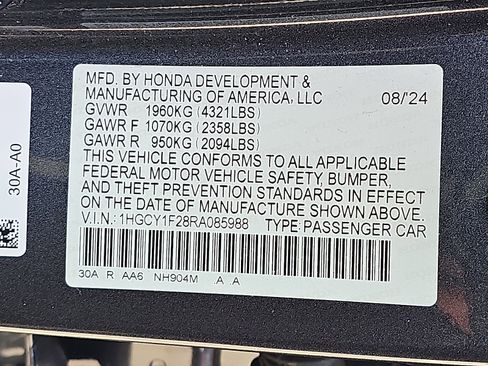 MFD. BY HONDA DEVELOPMENT &
MANUFACTURING OF AMERICA, LLC 08/'24
GVWR 1960KG (4321LBS)
GAWR F 1070KG (2358LBS)
GAWR R 950KG (2094LBS)
THIS VEHICLE CONFORMS TO ALL APPLICABLE
FEDERAL MOTOR VEHICLE SAFETY BUMPER,
AND THEFT PREVENTION STANDARDS IN EFFECT
ON THE DATE OF MANUFACTURE SHOWN ABOVE.
V.I.N.: 1HGCY1F28RA085988 TYPE: PASSENGER CAR
30A R AA6 NH904M .A .A
30A-A0